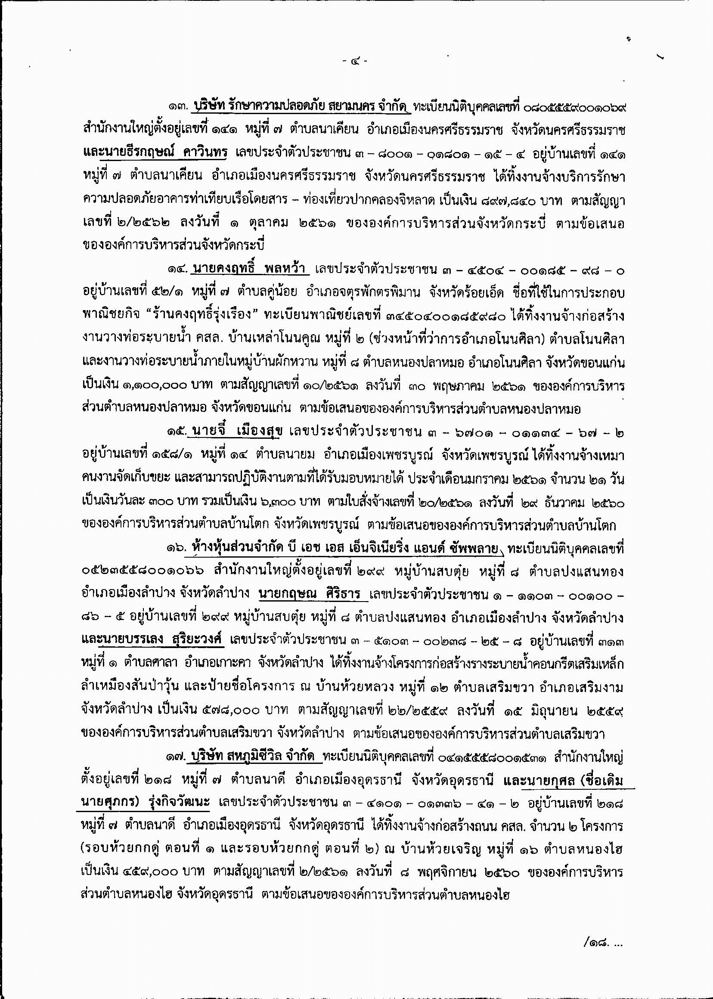 - ๔ -
๑๓. บริษัท รักษาความปลอดภัย สยามนคร จำกัด ทะเบียนนิติบุคคลเลขที่ ๐๘๐๕๕๕๙๐๐๑๐๖๙
สำนักงานใหญ่ตั้งอยู่เลขที่ ๑๔๑ หมู่ที่ ๗ ตำบลนาเคียน อำเภอเมืองนครศรีธรรมราช จังหวัดนครศรีธรรมราช
และนายธีรกฤษณ์ คาวินทร เลขประจำตัวประชาชน ๓ – ๘๐๐๑ – ๐๑๘๐๑ – ๑๕ – ๔ อยู่บ้านเลขที่ ๑๔๑
หมู่ที่ ๗ ตำบลนาเคียน อำเภอเมืองนครศรีธรรมราช จังหวัดนครศรีธรรมราช ได้ทิ้งงานจ้างบริการรักษา
ความปลอดภัยอาคารท่าเทียบเรือโดยสาร – ท่องเที่ยวปากคลองจิหลาด เป็นเงิน ๘๙๗,๘๔๐ บาท ตามสัญญา
เลขที่ ๒/๒๕๖๒ ลงวันที่ ๑ ตุลาคม ๒๕๖๑ ขององค์การบริหารส่วนจังหวัดกระบี่ ตามข้อเสนอ
ขององค์การบริหารส่วนจังหวัดกระบี่
๑๔. นายคงฤทธิ์ พลหว้า เลขประจำตัวประชาชน ๓ – ๔๕๐๔ – ๐๐๑๘๕ – ๙๘ – ๐
อยู่บ้านเลขที่ ๕๒/๑ หมู่ที่ ๗ ตำบลคู่น้อย อำเภอจตุรพักตรพิมาน จังหวัดร้อยเอ็ด ชื่อที่ใช้ในการประกอบ
พาณิชยกิจ “ร้านคงฤทธิ์รุ่งเรือง” ทะเบียนพาณิชย์เลขที่ ๓๔๕๐๔๐๐๑๘๕๙๘๐ ได้ทิ้งงานจ้างก่อสร้าง
งานวางท่อระบายน้ำ คสล. บ้านเหล่าโนนคูณ หมู่ที่ ๒ (ช่วงหน้าที่ว่าการอำเภอโนนศิลา) ตำบลโนนศิลา
และงานวางท่อระบายน้ำภายในหมู่บ้านผักหวาน หมู่ที่ ๘ ตำบลหนองปลาหมอ อำเภอโนนศิลา จังหวัดขอนแก่น
เป็นเงิน ๑,๑๐๐,๐๐๐ บาท ตามสัญญาเลขที่ ๑๐/๒๕๖๑ ลงวันที่ ๓๐ พฤษภาคม ๒๕๖๑ ขององค์การบริหาร
ส่วนตำบลหนองปลาหมอ จังหวัดขอนแก่น ตามข้อเสนอขององค์การบริหารส่วนตำบลหนองปลาหมอ
๑๕. นายจี๋ เมืองสุข เลขประจำตัวประชาชน ๓ – ๖๗๐๑ – ๐๑๑๓๔ – ๖๗ – ๒
อยู่บ้านเลขที่ ๑๕๘/๑ หมู่ที่ ๑๔ ตำบลนายม อำเภอเมืองเพชรบูรณ์ จังหวัดเพชรบูรณ์ ได้ทิ้งงานจ้างเหมา
คนงานจัดเก็บขยะ และสามารถปฏิบัติงานตามที่ได้รับมอบหมายได้ ประจำเดือนมกราคม ๒๕๖๑ จำนวน ๒๑ วัน
เป็นเงินวันละ ๓๐๐ บาท รวมเป็นเงิน ๖,๓๐๐ บาท ตามใบสั่งจ้างเลขที่ ๒๐/๒๕๖๑ ลงวันที่ ๒๙ ธันวาคม ๒๕๖๐
ขององค์การบริหารส่วนตำบลบ้านโตก จังหวัดเพชรบูรณ์ ตามข้อเสนอขององค์การบริหารส่วนตำบลบ้านโตก
๑๖. ห้างหุ้นส่วนจำกัด บี เอช เอส เอ็นจิเนียริ่ง แอนด์ ซัพพลาย ทะเบียนนิติบุคคลเลขที่
๐๕๒๓๕๕๘๐๐๑๐๖๖ สำนักงานใหญ่ตั้งอยู่เลขที่ ๒๙๙ หมู่บ้านสบตุ๋ย หมู่ที่ ๘ ตำบลปงแสนทอง
อำเภอเมืองลำปาง จังหวัดลำปาง นายกฤษณ ศิริธาร เลขประจำตัวประชาชน ๑ – ๑๑๐๓ – ๐๐๑๐๐ –
๘๖ – ๕ อยู่บ้านเลขที่ ๒๙๙ หมู่บ้านสบตุ๋ย หมู่ที่ ๘ ตำบลปงแสนทอง อำเภอเมืองลำปาง จังหวัดลำปาง
และนายบรรเลง สุริยะวงศ์ เลขประจำตัวประชาชน ๓ – ๕๑๐๓ – ๐๐๒๓๘ – ๒๕ – ๘ อยู่บ้านเลขที่ ๓๑๓
หมู่ที่ ๑ ตำบลศาลา อำเภอเกาะคา จังหวัดลำปาง ได้ทิ้งงานจ้างโครงการก่อสร้างรางระบายน้ำคอนกรีตเสริมเหล็ก
ลำเหมืองสันป่าวุ้น และป้ายชื่อโครงการ ณ บ้านห้วยหลวง หมู่ที่ ๑๒ ตำบลเสริมขวา อำเภอเสริมงาม
จังหวัดลำปาง เป็นเงิน ๕๗๘,๐๐๐ บาท ตามสัญญาเลขที่ ๒๒/๒๕๕๙ ลงวันที่ ๑๕ มิถุนายน ๒๕๕๙
ขององค์การบริหารส่วนตำบลเสริมขวา จังหวัดลำปาง ตามข้อเสนอขององค์การบริหารส่วนตำบลเสริมขวา
๑๗. บริษัท สหภูมิซีวิล จำกัด ทะเบียนนิติบุคคลเลขที่ ๐๔๑๕๕๕๘๐๐๑๕๓๑ สำนักงานใหญ่
ตั้งอยู่เลขที่ ๒๑๘ หมู่ที่ ๗ ตำบลนาดี อำเภอเมืองอุดรธานี จังหวัดอุดรธานี และนายกุศล (ชื่อเดิม
นายศุภกร) รุ่งกิจวัฒนะ เลขประจำตัวประชาชน ๓ – ๔๑๐๑ – ๐๑๓๓๖ – ๔๑ – ๒ อยู่บ้านเลขที่ ๒๑๘
หมู่ที่ ๗ ตำบลนาดี อำเภอเมืองอุดรธานี จังหวัดอุดรธานี ได้ทิ้งงานจ้างก่อสร้างถนน คสล. จำนวน ๒ โครงการ
(รอบห้วยกกดู่ ตอนที่ ๑ และรอบห้วยกกดู่ ตอนที่ ๒) ณ บ้านห้วยเจริญ หมู่ที่ ๑๖ ตำบลหนองไฮ
เป็นเงิน ๔๕๙,๐๐๐ บาท ตามสัญญาเลขที่ ๒/๒๕๖๑ ลงวันที่ ๘ พฤศจิกายน ๒๕๖๐ ขององค์การบริหาร
ส่วนตำบลหนองไฮ จังหวัดอุดรธานี ตามข้อเสนอขององค์การบริหารส่วนตำบลหนองไฮ
/๑๘. ...